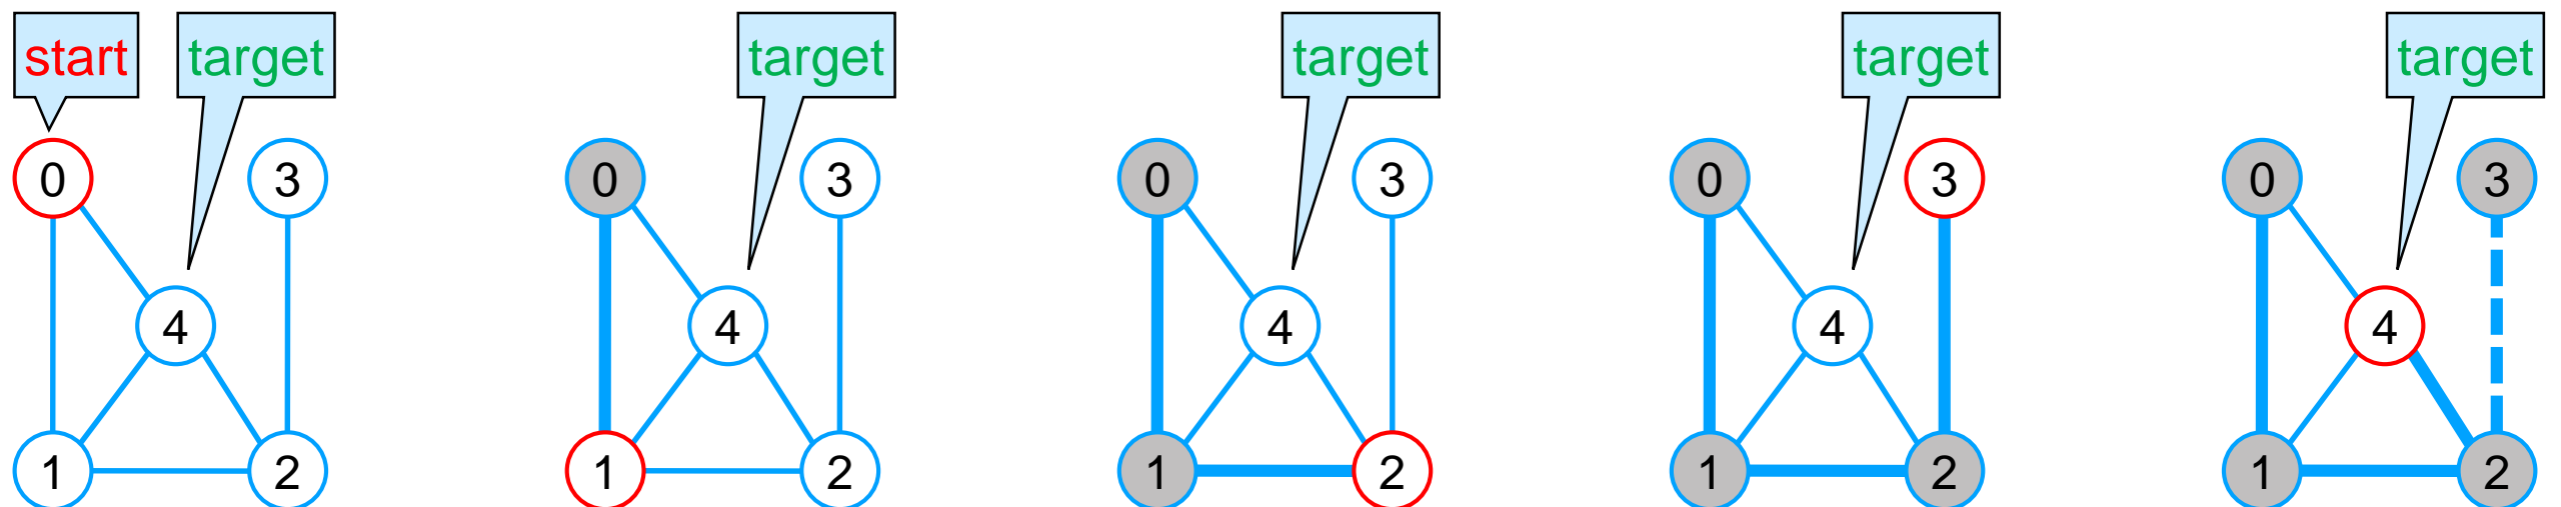 start target target target target target
0 3 0 3 0 3 0 3 0 3
4 4 4 4 4
1 2 1 2 1 2 1 2 1 2